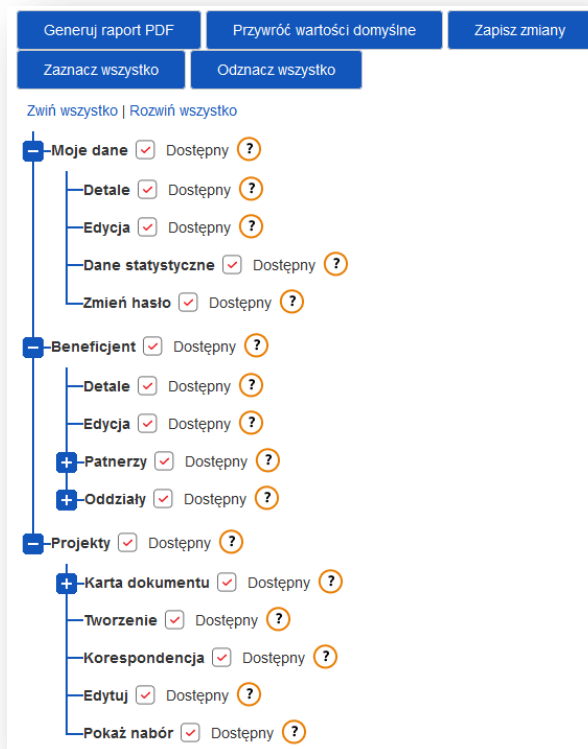 Generuj raport PDF Przywróć wartości domyślne Zapisz zmiany
Zaznacz wszystko Odznacz wszystko
Zwiń wszystko | Rozwiń wszystko
Moje dane Dostępny ?
Detale Dostępny ?
Edycja Dostępny ?
Dane statystyczne Dostępny ?
Zmień hasło Dostępny ?
Beneficjent Dostępny ?
Detale Dostępny ?
Edycja Dostępny ?
Patnerzy Dostępny ?
Oddziały Dostępny ?
Projekty Dostępny ?
Karta dokumentu Dostępny ?
Tworzenie Dostępny ?
Korespondencja Dostępny ?
Edytuj Dostępny ?
Pokaż nabór Dostępny ?